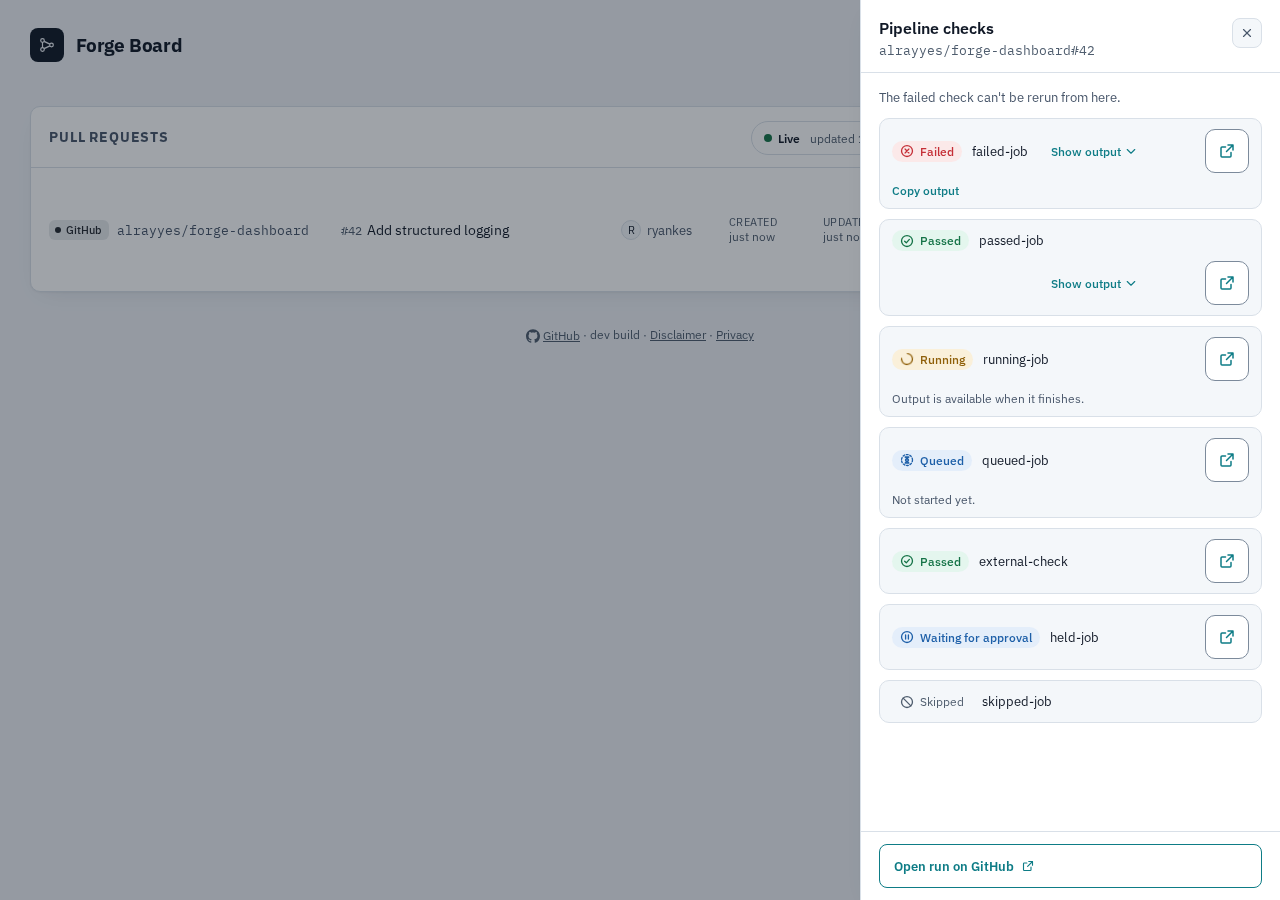 Forge Board
PULL REQUESTS
Live updated
GitHub alrayyes/forge-dashboard #42 Add structured logging R ryankes
CREATED
just now
UPDAT
just no
GitHub · dev build · Disclaimer · Privacy
Pipeline checks
alrayyes/forge-dashboard#42
The failed check can't be rerun from here.
Failed failed-job Show output
Copy output
Passed passed-job
Show output
Running running-job
Output is available when it finishes.
Queued queued-job
Not started yet.
Passed external-check
Waiting for approval held-job
Skipped skipped-job
Open run on GitHub